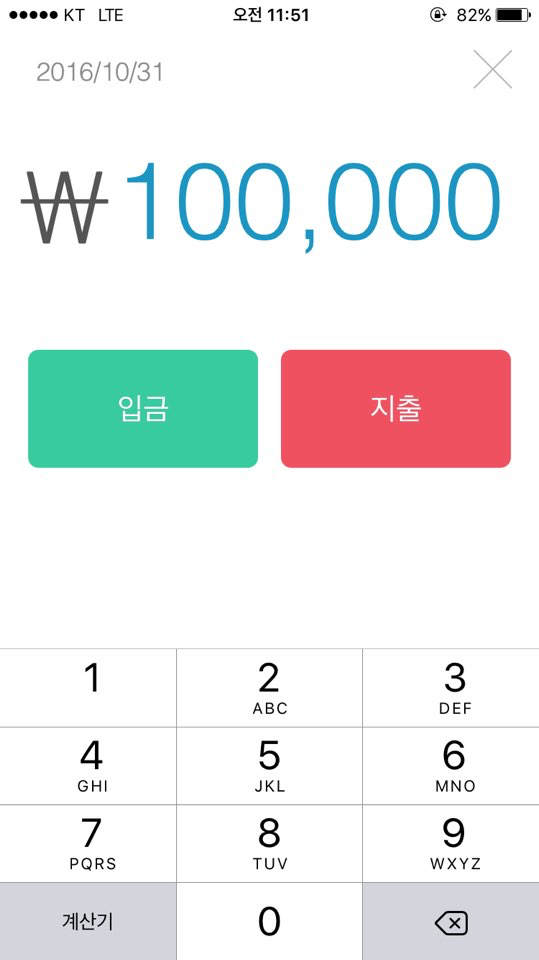 KT LTE 오전 11:51 82%
2016/10/31
₩100,000
입금 지출
1 2 3
ABC DEF
4 5 6
GHI JKL MNO
7 8 9
PQRS TUV WXYZ
계산기 0